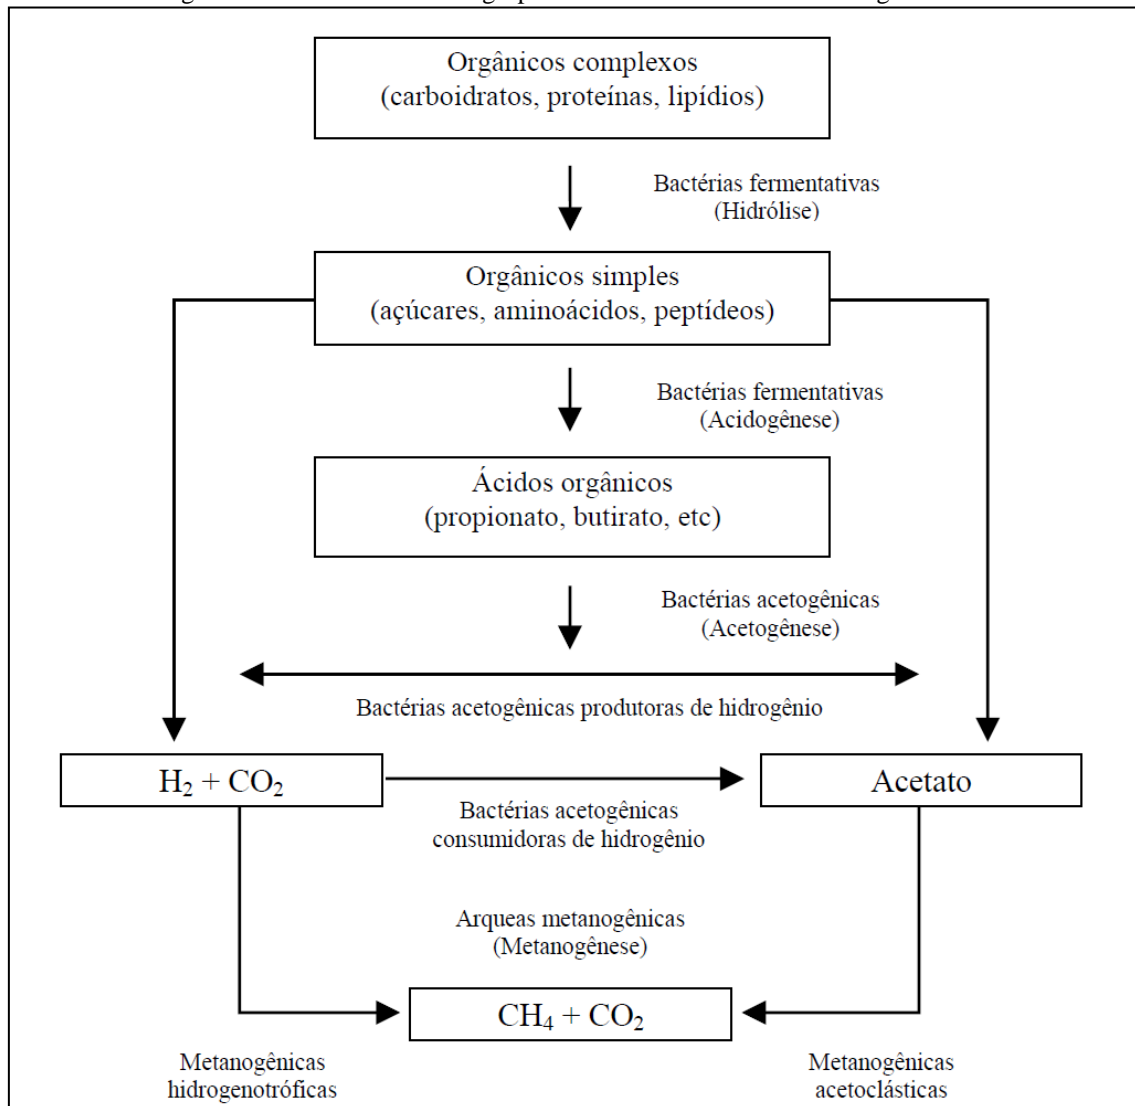 Orgânicos complexos
(carboidratos, proteínas, lipídios)
Bactérias fermentativas
(Hidrólise)
Orgânicos simples
(açúcares, aminoácidos, peptídeos)
Bactérias fermentativas
(Acidogênese)
Ácidos orgânicos
(propionato, butirato, etc)
Bactérias acetogênicas
(Acetogênese)
Bactérias acetogênicas produtoras de hidrogênio
H₂ + CO₂
Acetato
Bactérias acetogênicas
consumidoras de hidrogênio
Arqueas metanogênicas
(Metanogênese)
CH₄ + CO₂
Metanogênicas
hidrogenotróficas
Metanogênicas
acetoclásticas